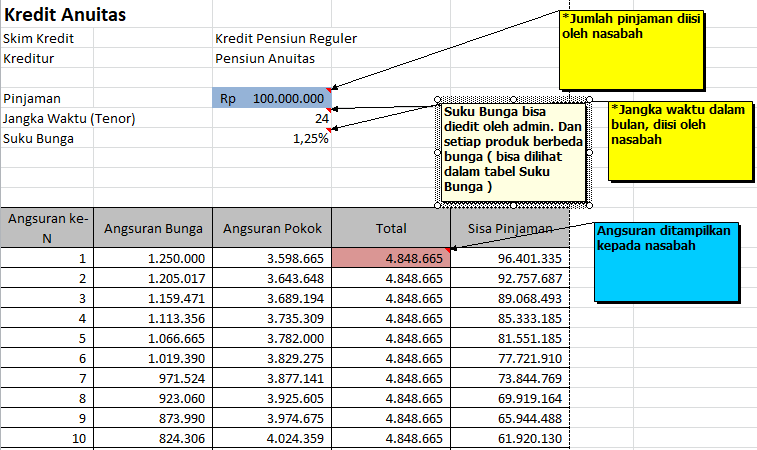 Kredit Anuitas
*Jumlah pinjaman diisi
oleh nasabah
Skim Kredit Kredit Pensiun Reguler
Kreditur Pensiun Anuitas
Pinjaman Rp 100.000.000
Jangka Waktu (Tenor) 24
Suku Bunga 1,25%
Suku Bunga bisa
diedit oleh admin. Dan
setiap produk berbeda
bunga ( bisa dilihat
dalam tabel Suku
Bunga )
*Jangka waktu dalam
bulan, diisi oleh
nasabah
Angsuran ke-
N
Angsuran Bunga Angsuran Pokok Total Sisa Pinjaman
Angsuran ditampilkan
kepada nasabah
1 1.250.000 3.598.665 4.848.665 96.401.335
2 1.205.017 3.643.648 4.848.665 92.757.687
3 1.159.471 3.689.194 4.848.665 89.068.493
4 1.113.356 3.735.309 4.848.665 85.333.185
5 1.066.665 3.782.000 4.848.665 81.551.185
6 1.019.390 3.829.275 4.848.665 77.721.910
7 971.524 3.877.141 4.848.665 73.844.769
8 923.060 3.925.605 4.848.665 69.919.164
9 873.990 3.974.675 4.848.665 65.944.488
10 824.306 4.024.359 4.848.665 61.920.130